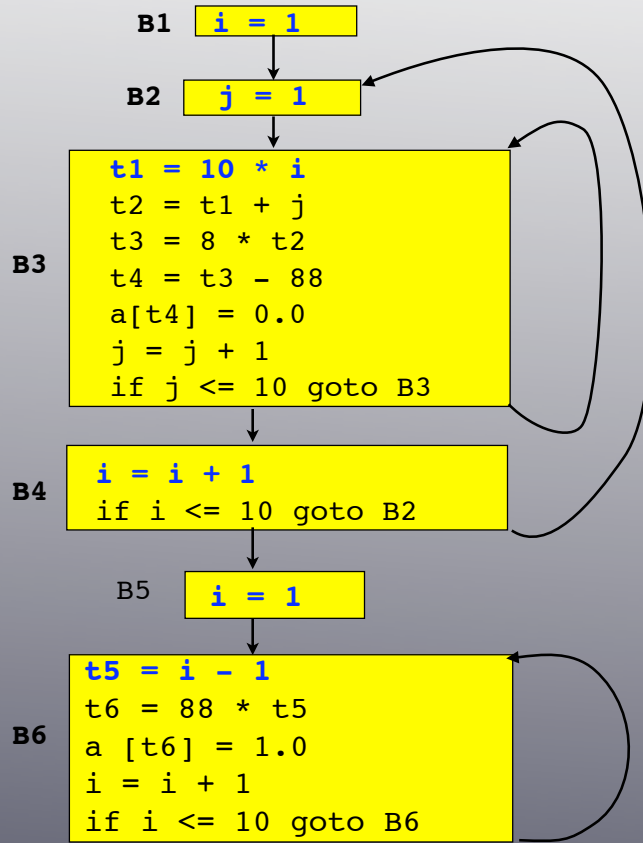 B1 i = 1
B2 j = 1
B3
t1 = 10 * i
t2 = t1 + j
t3 = 8 * t2
t4 = t3 - 88
a[t4] = 0.0
j = j + 1
if j <= 10 goto B3
B4
i = i + 1
if i <= 10 goto B2
B5 i = 1
B6
t5 = i - 1
t6 = 88 * t5
a [t6] = 1.0
i = i + 1
if i <= 10 goto B6